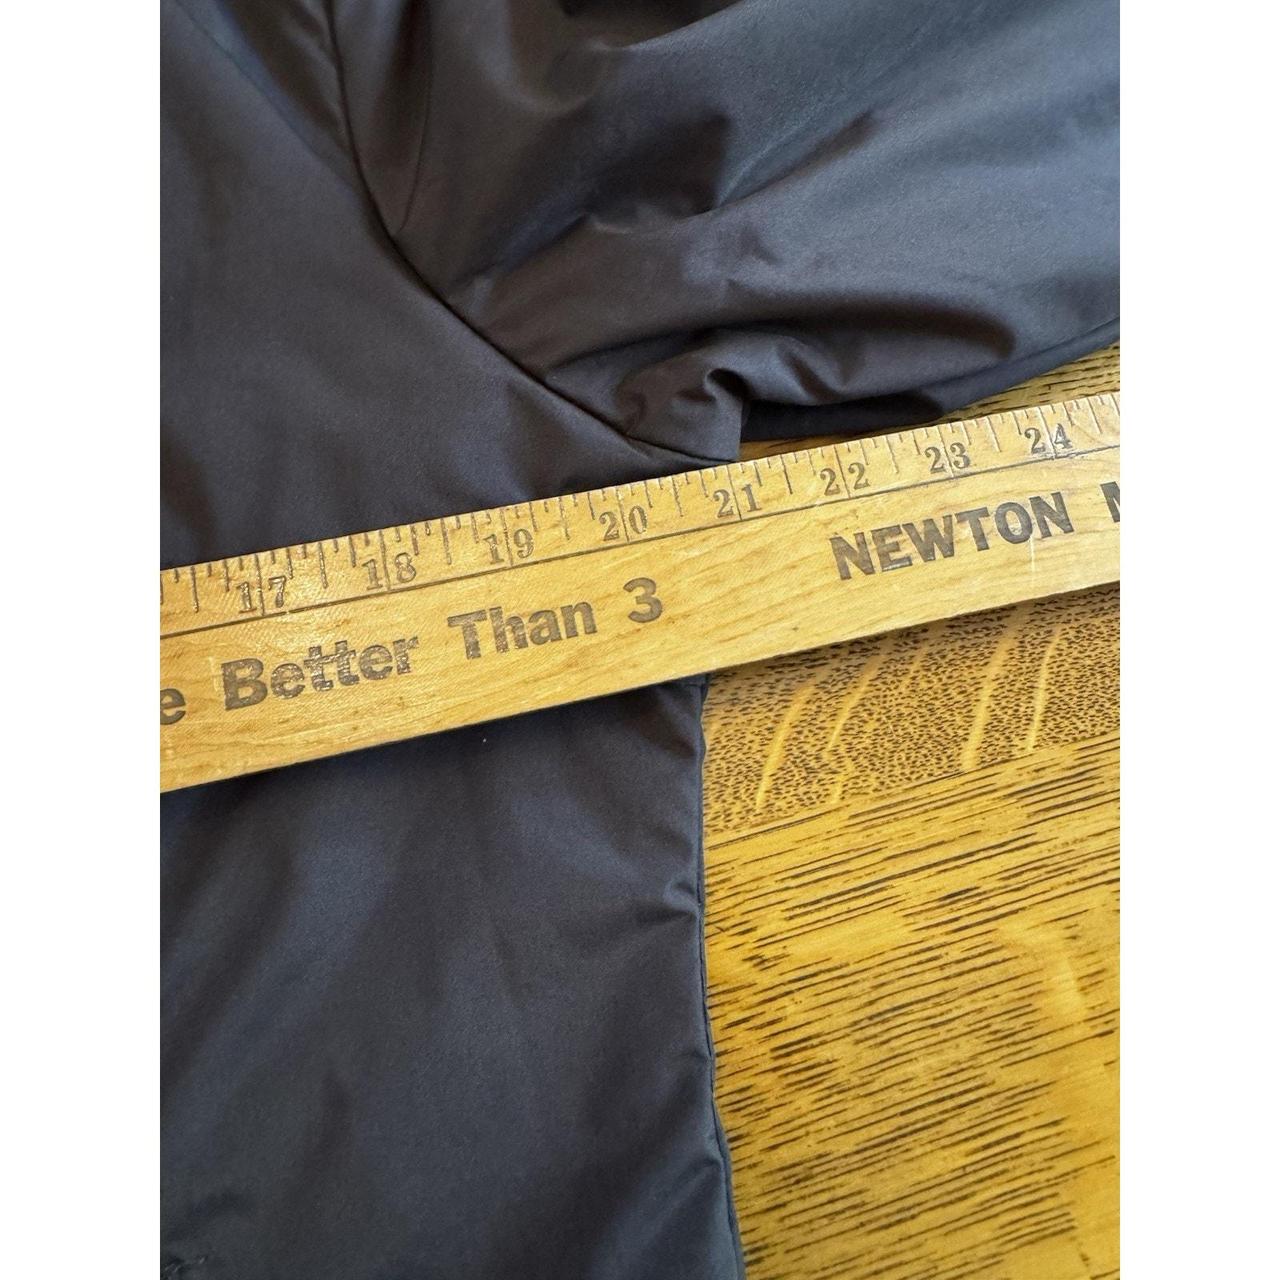 17 18 19 20 21 22 23 24
e Better Than 3 NEWTON